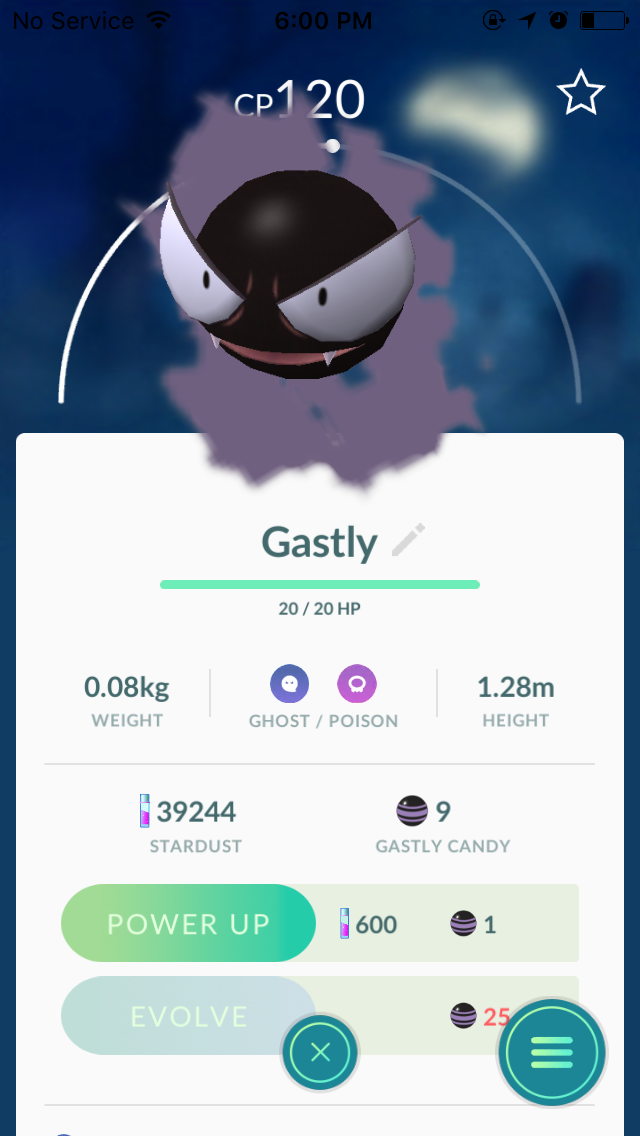 No Service 6:00 PM
CP120
Gastly
20 / 20 HP
0.08kg 1.28m
WEIGHT GHOST / POISON HEIGHT
39244 9
STARDUST GASTLY CANDY
POWER UP 600 1
EVOLVE 25